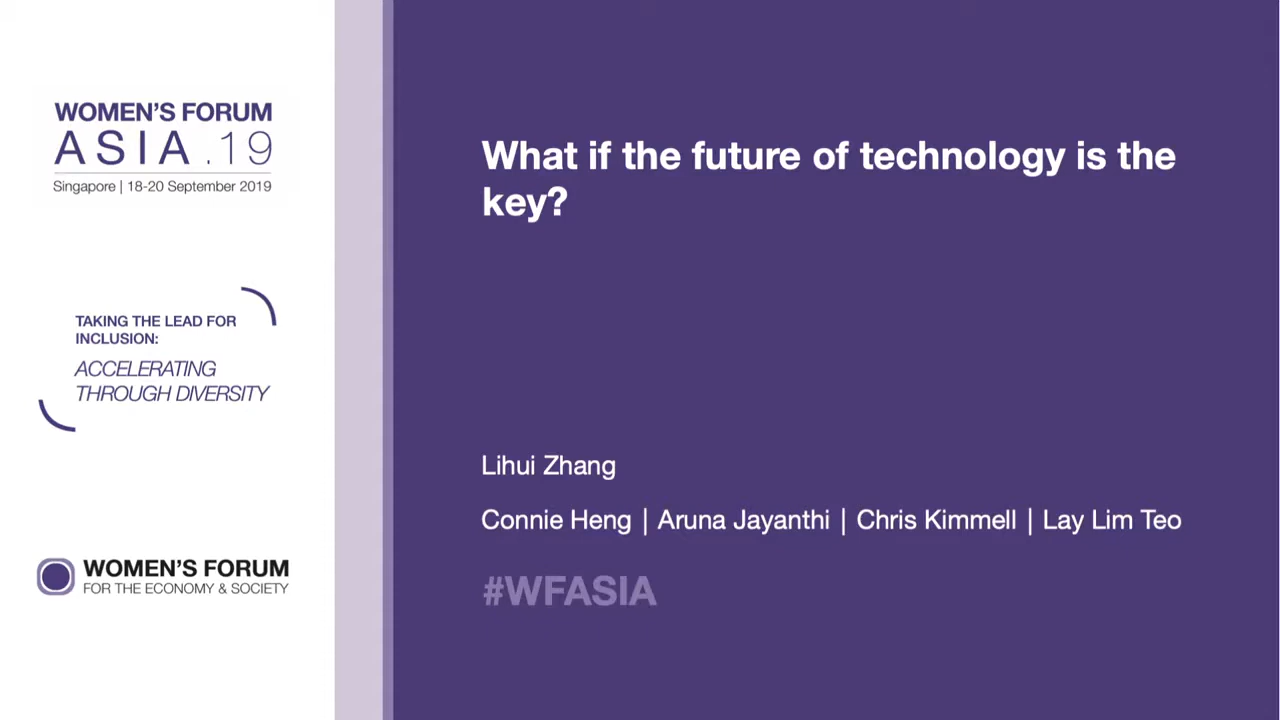 WOMEN'S FORUM
ASIA.19
Singapore | 18-20 September 2019
TAKING THE LEAD FOR
INCLUSION:
ACCELERATING
THROUGH DIVERSITY
WOMEN'S FORUM
FOR THE ECONOMY & SOCIETY
What if the future of technology is the
key?
Lihui Zhang
Connie Heng | Aruna Jayanthi | Chris Kimmell | Lay Lim Teo
#WFASIA